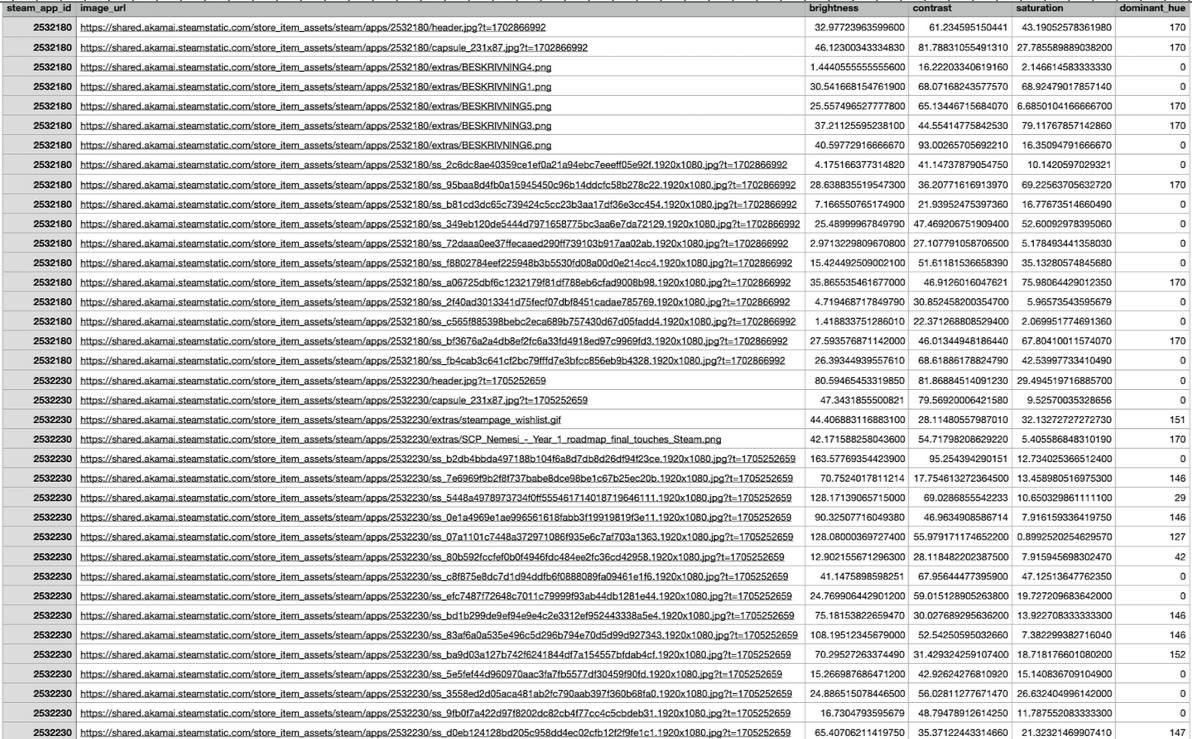 steam_app_id image_url brightness contrast saturation dominant_hue
2532180 https://shared.akamai.steamstatic.com/store_item_assets/steam/apps/2532180/header.jpg?t=1702866992 32.97723963599600 61.234595150441 43.19052578361980 170
2532180 https://shared.akamai.steamstatic.com/store_item_assets/steam/apps/2532180/capsule_231x87.jpg?t=1702866992 46.12300343334830 81.78831055491310 27.785589889038200 170
2532180 https://shared.akamai.steamstatic.com/store_item_assets/steam/apps/2532180/extras/BESKRIVNING4.png 1.4440555555555600 16.22203340619160 2.146614583333330 0
2532180 https://shared.akamai.steamstatic.com/store_item_assets/steam/apps/2532180/extras/BESKRIVNING1.png 30.541668154761900 68.07168243577570 68.92479017857140 0
2532180 https://shared.akamai.steamstatic.com/store_item_assets/steam/apps/2532180/extras/BESKRIVNING5.png 25.557496527777800 65.13446715684070 6.6850104166666700 170
2532180 https://shared.akamai.steamstatic.com/store_item_assets/steam/apps/2532180/extras/BESKRIVNING3.png 37.21125595238100 44.55414775842530 79.11767857142860 170
2532180 https://shared.akamai.steamstatic.com/store_item_assets/steam/apps/2532180/extras/BESKRIVNING6.png 40.59772916666670 93.00265705692210 16.35094791666670 0
2532180 https://shared.akamai.steamstatic.com/store_item_assets/steam/apps/2532180/ss_2c6dc8ae40359ce1ef0a21a94ebc7eeeff05e92f.1920x1080.jpg?t=1702866992 4.175166377314820 41.14737879054750 10.1420597029321 0
2532180 https://shared.akamai.steamstatic.com/store_item_assets/steam/apps/2532180/ss_95baa8d4fb0a15945450c96b14ddcfc58b278c22.1920x1080.jpg?t=1702866992 28.638835519547300 36.20771616913970 69.22563705632720 170
2532180 https://shared.akamai.steamstatic.com/store_item_assets/steam/apps/2532180/ss_b81cd3dc65c739424c5cc23b3aa17df36e3cc454.1920x1080.jpg?t=1702866992 7.166550765174900 21.93952475397360 16.77673514660490 0
2532180 https://shared.akamai.steamstatic.com/store_item_assets/steam/apps/2532180/ss_349eb120de5444d7971658775bc3aa6e7da72129.1920x1080.jpg?t=1702866992 25.48999967849790 47.469206751909400 52.60092978395060 0
2532180 https://shared.akamai.steamstatic.com/store_item_assets/steam/apps/2532180/ss_72daaa0ee37ffecaaed290ff739103b917aa02ab.1920x1080.jpg?t=1702866992 2.9713229809670800 27.107791058706500 5.178493441358030 0
2532180 https://shared.akamai.steamstatic.com/store_item_assets/steam/apps/2532180/ss_f8802784eef225948b3b5530fd08a00d0e214cc4.1920x1080.jpg?t=1702866992 15.424492509002100 51.61181536658390 35.13280574845680 0
2532180 https://shared.akamai.steamstatic.com/store_item_assets/steam/apps/2532180/ss_a06725dbf6c1232179f81df788eb6cfad9008b98.1920x1080.jpg?t=1702866992 35.865535461677000 46.9126016047621 75.98064429012350 170
2532180 https://shared.akamai.steamstatic.com/store_item_assets/steam/apps/2532180/ss_2f40ad3013341d75fecf07dbf8451cadae785769.1920x1080.jpg?t=1702866992 4.719468717849790 30.852458200354700 5.96573543595679 0
2532180 https://shared.akamai.steamstatic.com/store_item_assets/steam/apps/2532180/ss_c565f885398bebc2eca689b757430d67d05fadd4.1920x1080.jpg?t=1702866992 1.418833751286010 22.371268808529400 2.069951774691360 0
2532180 https://shared.akamai.steamstatic.com/store_item_assets/steam/apps/2532180/ss_bf3676a2a4db8ef2fc6a33fd4918ed97c9969fd3.1920x1080.jpg?t=1702866992 27.593576871142000 46.01344948186440 67.80410011574070 170
2532180 https://shared.akamai.steamstatic.com/store_item_assets/steam/apps/2532180/ss_fb4cab3c641cf2bc79fffd7e3bfcc856eb9b4328.1920x1080.jpg?t=1702866992 26.39344939557610 68.61886178824790 42.53997733410490 0
2532230 https://shared.akamai.steamstatic.com/store_item_assets/steam/apps/2532230/header.jpg?t=1705252659 80.59465453319850 81.86884514091230 29.494519716885700 0
2532230 https://shared.akamai.steamstatic.com/store_item_assets/steam/apps/2532230/capsule_231x87.jpg?t=1705252659 47.3431855500821 79.56920006421580 9.52570035328656 0
2532230 https://shared.akamai.steamstatic.com/store_item_assets/steam/apps/2532230/extras/steampage_wishlist.gif 44.406883116883100 28.11480557987010 32.13272727272730 151
2532230 https://shared.akamai.steamstatic.com/store_item_assets/steam/apps/2532230/extras/SCP_Nemesi_-_Year_1_roadmap_final_touches_Steam.png 42.171588258043600 54.71798208629220 5.405586848310190 170
2532230 https://shared.akamai.steamstatic.com/store_item_assets/steam/apps/2532230/ss_b2db4bbda497188b104f6a8d7db8d26df94f23ce.1920x1080.jpg?t=1705252659 163.57769354423900 95.254394290151 12.734025366512400 0
2532230 https://shared.akamai.steamstatic.com/store_item_assets/steam/apps/2532230/ss_7e6969f9b2f8f737babe8dce98be1c67b25ec20b.1920x1080.jpg?t=1705252659 70.7524017811214 17.754613272364500 13.458980516975300 146
2532230 https://shared.akamai.steamstatic.com/store_item_assets/steam/apps/2532230/ss_5448a4978973734f0ff555461714018719646111.1920x1080.jpg?t=1705252659 128.17139065715000 69.0286855542233 10.650329861111100 29
2532230 https://shared.akamai.steamstatic.com/store_item_assets/steam/apps/2532230/ss_0e1a4969e1ae996561618fabb3f19919819f3e11.1920x1080.jpg?t=1705252659 90.32507716049380 46.9634908586714 7.916159336419750 146
2532230 https://shared.akamai.steamstatic.com/store_item_assets/steam/apps/2532230/ss_07a1101c7448a372971086f935e6c7af703a1363.1920x1080.jpg?t=1705252659 128.08000369727400 55.979171174652200 0.8992520254629570 127
2532230 https://shared.akamai.steamstatic.com/store_item_assets/steam/apps/2532230/ss_80b592fccfef0b0f4946fdc484ee2fc36cd42958.1920x1080.jpg?t=1705252659 12.902155671296300 28.118482202387500 7.915945698302470 42
2532230 https://shared.akamai.steamstatic.com/store_item_assets/steam/apps/2532230/ss_c8f875e8dc7d1d94ddfb6f0888089fa09461e1f6.1920x1080.jpg?t=1705252659 41.1475898598251 67.95644477395900 47.12513647762350 0
2532230 https://shared.akamai.steamstatic.com/store_item_assets/steam/apps/2532230/ss_efc7487f72648c7011c79999f93ab44db1281e44.1920x1080.jpg?t=1705252659 24.769906442901200 59.015128905263800 19.727209683642000 0
2532230 https://shared.akamai.steamstatic.com/store_item_assets/steam/apps/2532230/ss_bd1b299de9ef94e9e4c2e3312ef952443338a5e4.1920x1080.jpg?t=1705252659 75.18153822659470 30.027689295636200 13.922708333333300 146
2532230 https://shared.akamai.steamstatic.com/store_item_assets/steam/apps/2532230/ss_83af6a0a535e496c5d296b794e70d5d99d927343.1920x1080.jpg?t=1705252659 108.19512345679000 52.54250595032660 7.382299382716040 146
2532230 https://shared.akamai.steamstatic.com/store_item_assets/steam/apps/2532230/ss_ba9d03a127b742f6241844df7a154557bfdab4cf.1920x1080.jpg?t=1705252659 70.29527263374490 31.429324259107400 18.718176601080200 152
2532230 https://shared.akamai.steamstatic.com/store_item_assets/steam/apps/2532230/ss_5e5fef44d960970aac3fa7fb5577df30459f90fd.1920x1080.jpg?t=1705252659 15.266987686471200 42.92624276810920 15.140836709104900 0
2532230 https://shared.akamai.steamstatic.com/store_item_assets/steam/apps/2532230/ss_3558ed2d05aca481ab2fc790aab397f360b68fa0.1920x1080.jpg?t=1705252659 24.886515078446500 56.02811277671470 26.632404996142000 0
2532230 https://shared.akamai.steamstatic.com/store_item_assets/steam/apps/2532230/ss_9fb0f7a422d97f8202dc82cb4f77cc4c5cbdeb31.1920x1080.jpg?t=1705252659 16.7304793595679 48.79478912614250 11.787552083333300 0
2532230 https://shared.akamai.steamstatic.com/store_item_assets/steam/apps/2532230/ss_d0eb124128bd205c958dd4ec02cfb12f2f9fe1c1.1920x1080.jpg?t=1705252659 65.40706211419750 35.37122443314660 21.32321469907410 147